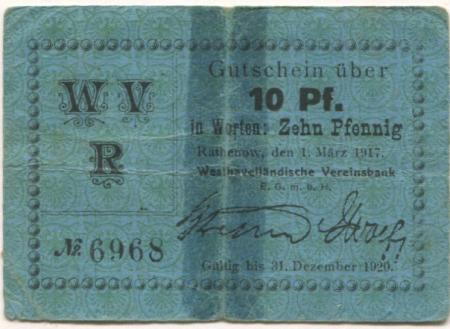 W V
R
№ 6968
Gutschein über
10 Pf.
in Worten: Zehn Pfennig
Rathenow, den 1. März 1917.
Westhavelländische Vereinsbank
E. G. m. b. H.
Gültig bis 31. Dezember 1920.